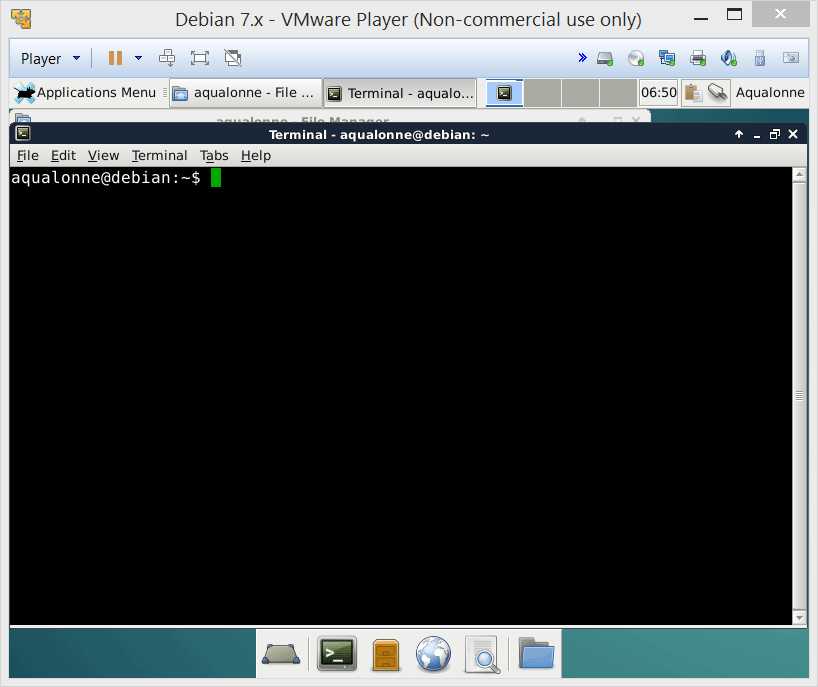 Debian 7.x - VMware Player (Non-commercial use only)
Player
Applications Menu
aqualonne - File ...
Terminal - aqualo...
06:50
Aqualonne
aqualonne - File Manager
Terminal - aqualonne@debian: ~
File Edit View Terminal Tabs Help
aqualonne@debian:~$